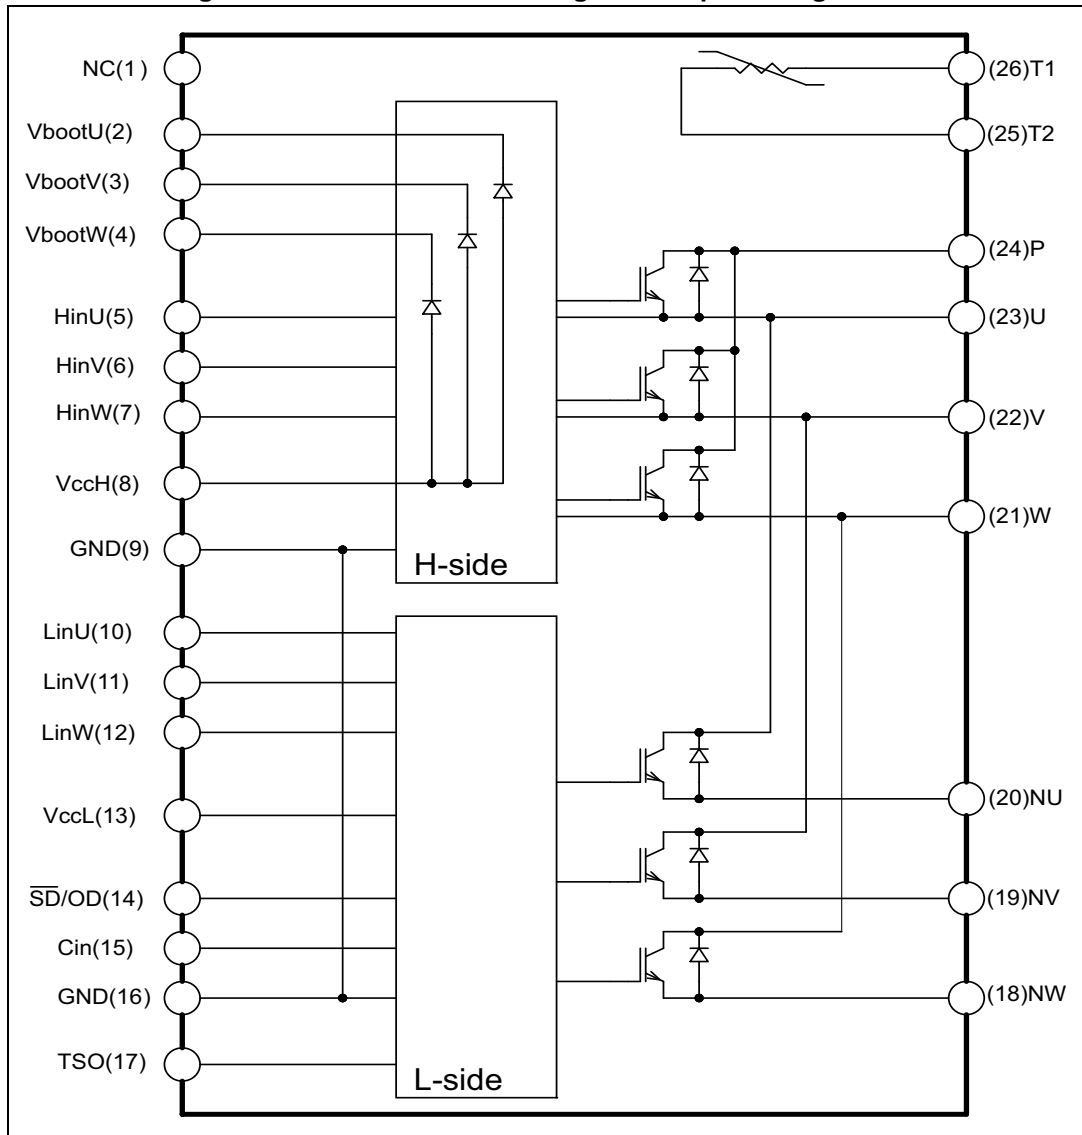 NC(1)
VbootU(2)
VbootV(3)
VbootW(4)
HinU(5)
HinV(6)
HinW(7)
VccH(8)
GND(9)
LinU(10)
LinV(11)
LinW(12)
VccL(13)
SD/OD(14)
Cin(15)
GND(16)
TSO(17)
H-side
L-side
(26)T1
(25)T2
(24)P
(23)U
(22)V
(21)W
(20)NU
(19)NV
(18)NW